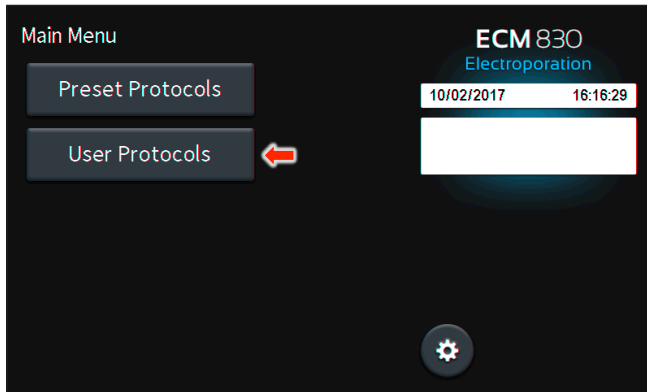 Main Menu
Preset Protocols
User Protocols
ECM 830
Electroporation
10/02/2017 16:16:29